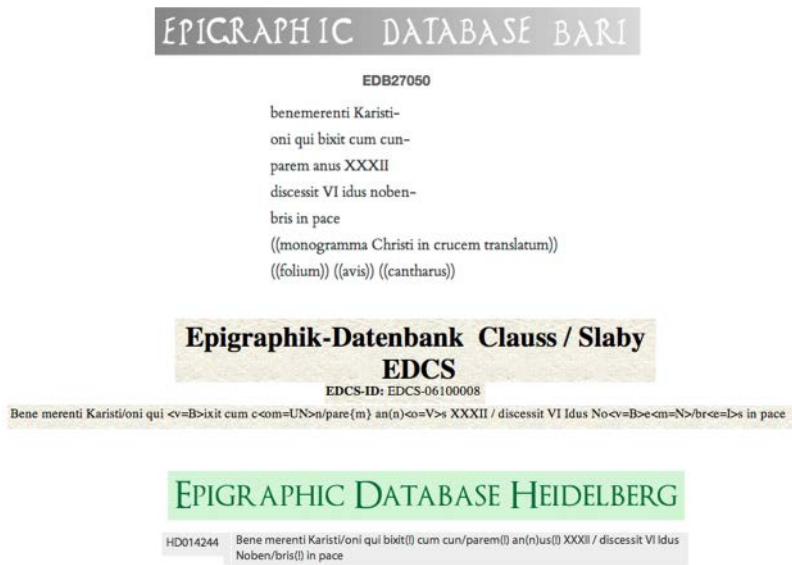 EPIGRAPHIC DATABASE BARI
EDB27050
benemerenti Karisti-
oni qui bixit cum cun-
parem anus XXXII
discessit VI idus noben-
bris in pace
((monogramma Christi in crucem translatum))
((folium)) ((avis)) ((cantharus))
Epigraphik-Datenbank Clauss / Slaby
EDCS
EDCS-ID: EDCS-06100008
Bene merenti Karisti/oni qui <v=B>ixit cum c<om=UN>n/pare{m} an(n)<o=V>s XXXII / discessit VI Idus No<v=B>e<m=N>/br<e=I>s in pace
EPIGRAPHIC DATABASE HEIDELBERG
HD014244 Bene merenti Karisti/oni qui bixit(!) cum cun/parem(!) an(n)us(!) XXXII / discessit VI Idus
Noben/bris(!) in pace